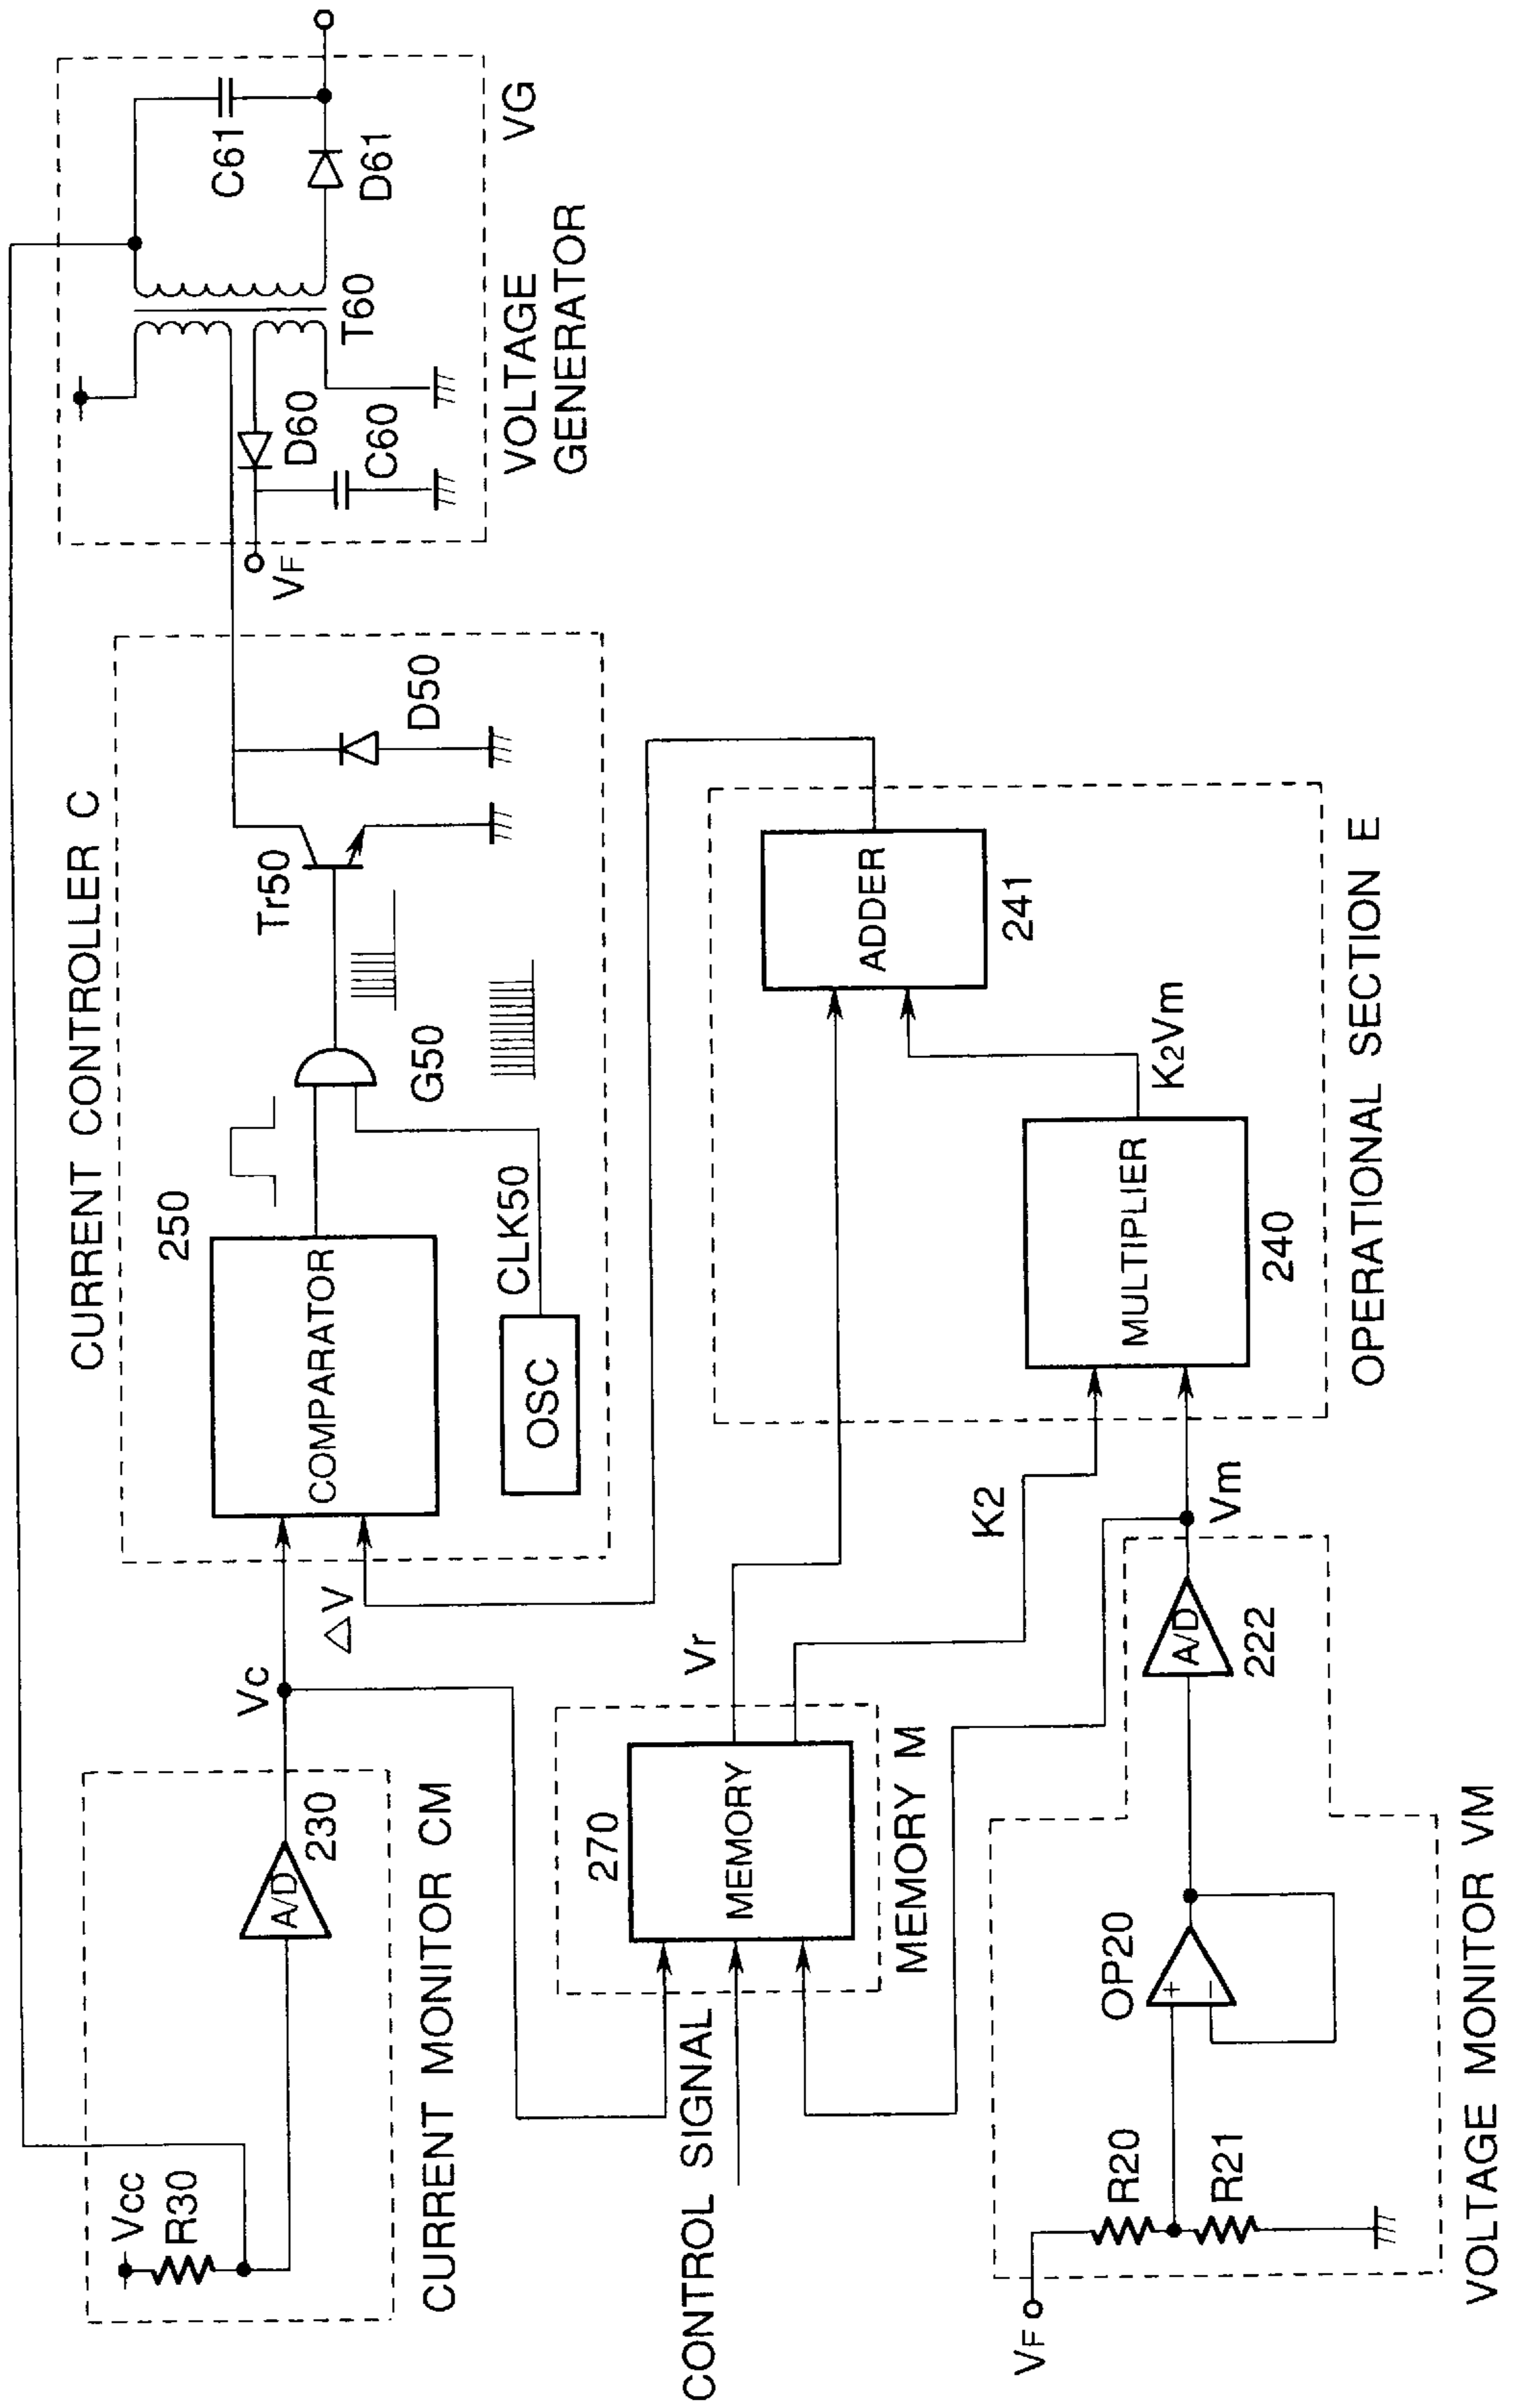 CURRENT CONTROLLER C
Vcc
R30
A/D
230
CURRENT MONITOR CM
Vc
△V
250
COMPARATOR
OSC
CLK50
G50
Tr50
D50
VF
D60
C60
T60
C61
D61
VOLTAGE
GENERATOR
VG
CONTROL SIGNAL
270
MEMORY
MEMORY M
Vr
K2
ADDER
241
K2Vm
MULTIPLIER
240
OPERATIONAL SECTION E
VF
R20
R21
OP20
+
−
A/D
222
Vm
VOLTAGE MONITOR VM